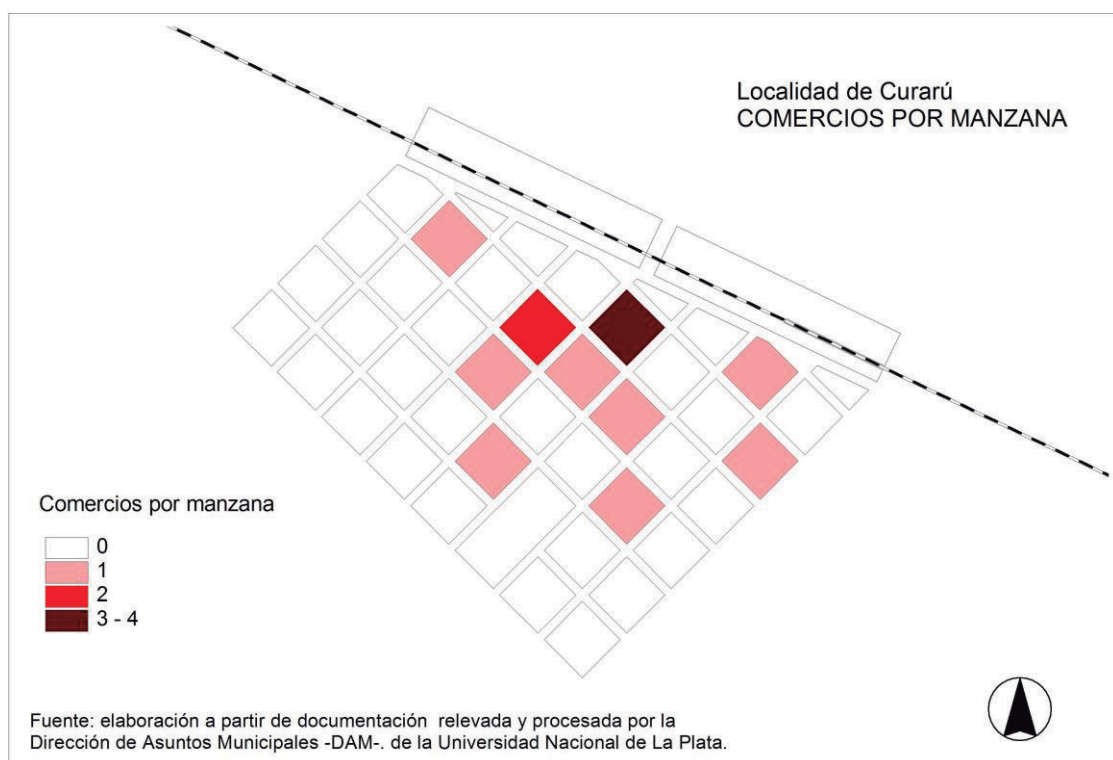 Localidad de Curarú
COMERCIOS POR MANZANA
Comercios por manzana
0
1
2
3 - 4
Fuente: elaboración a partir de documentación relevada y procesada por la
Dirección de Asuntos Municipales -DAM-. de la Universidad Nacional de La Plata.